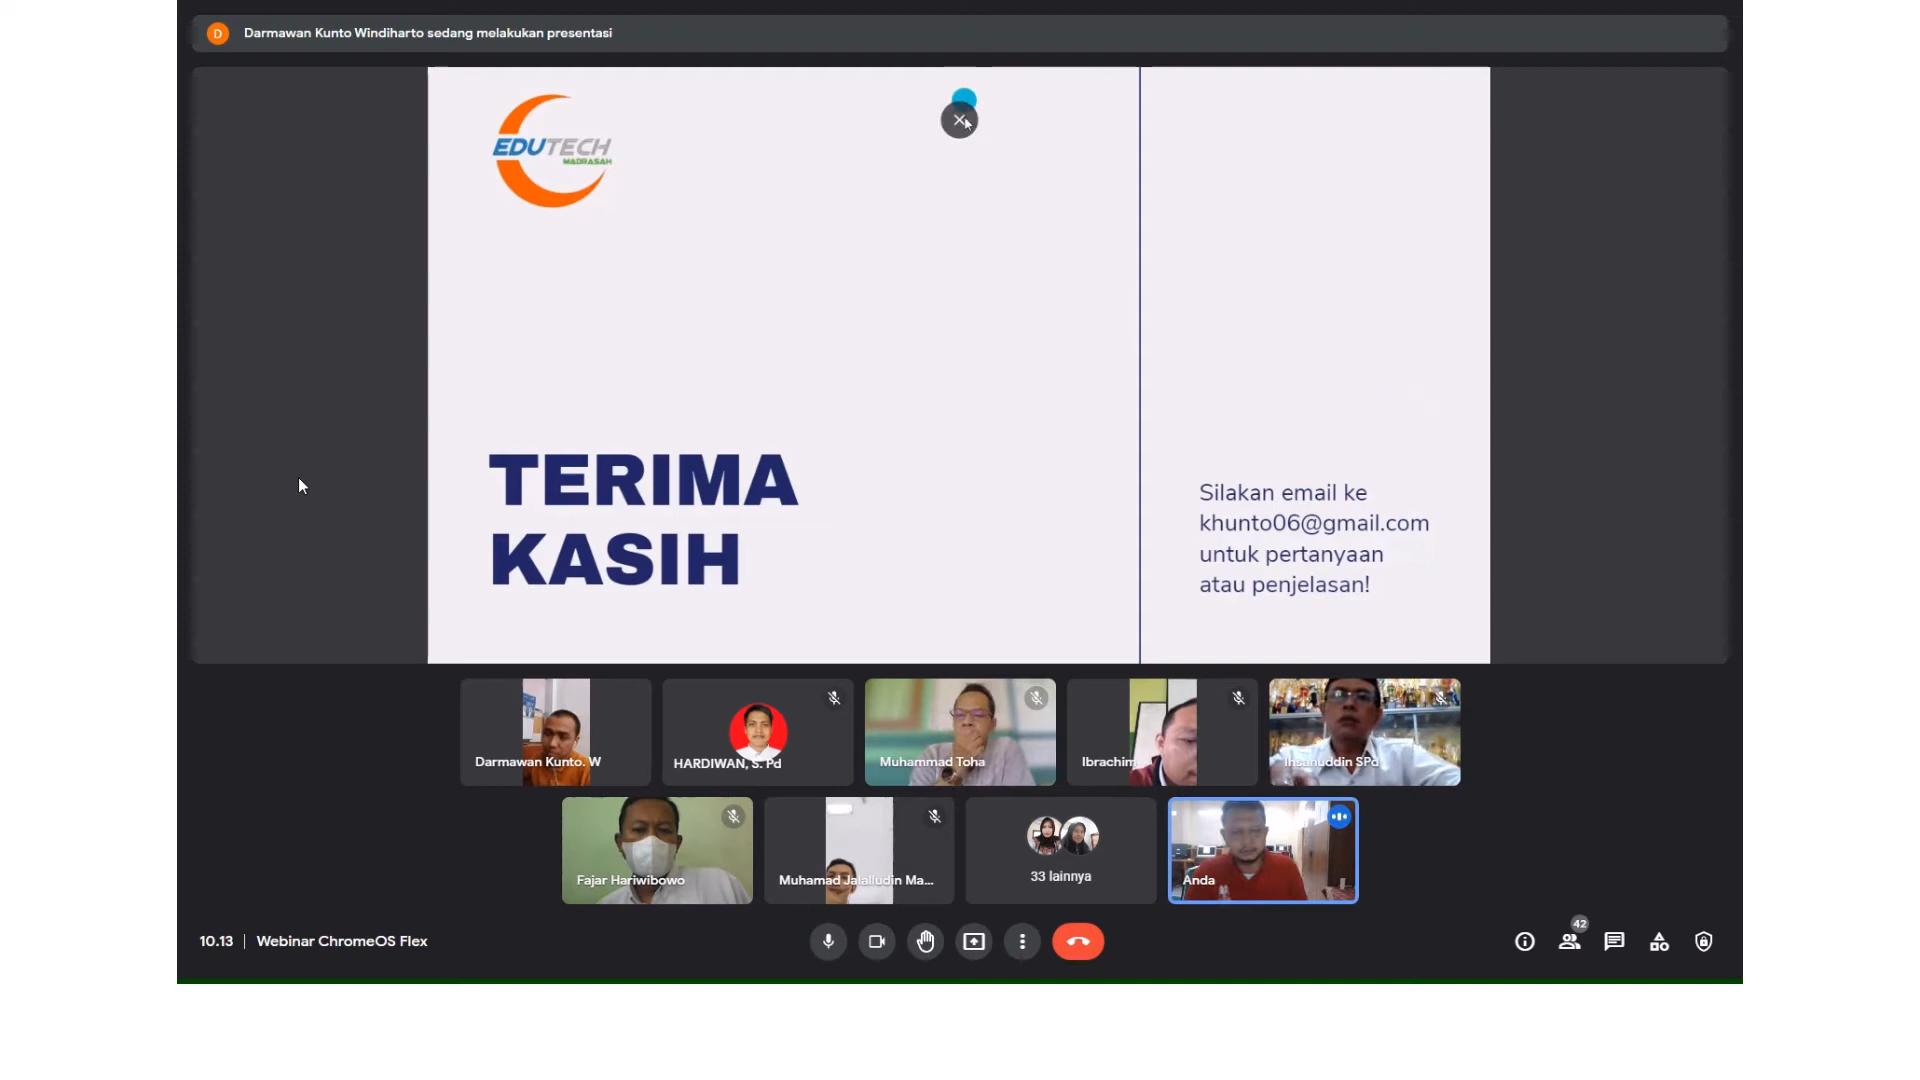 D
Darmawan Kunto Windiharto sedang melakukan presentasi
EDUTECH
MADRASAH
TERIMA
KASIH
Silakan email ke
khunto06@gmail.com
untuk pertanyaan
atau penjelasan!
Darmawan Kunto. W
HARDIWAN, S. Pd
Muhammad Toha
Ibrachim
Ihsanuddin SPd
Fajar Hariwibowo
Muhamad Jalalludin Ma...
33 lainnya
Anda
10.13 | Webinar ChromeOS Flex
42